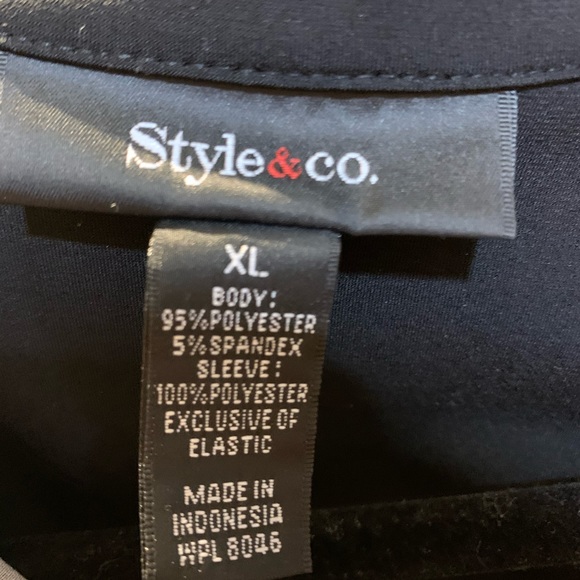 Style&co.
XL
BODY:
95%POLYESTER
5%SPANDEX
SLEEVE:
100%POLYESTER
EXCLUSIVE OF
ELASTIC
MADE IN
INDONESIA
WPL 8046